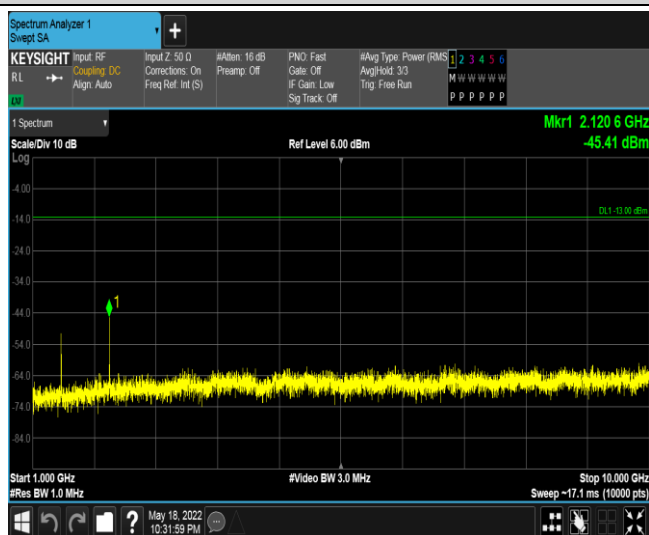 Spectrum Analyzer 1
Swept SA
+
KEYSIGHT
RL
Input: RF
Coupling: DC
Align: Auto
Input Z: 50 Ω
Corrections: On
Freq Ref: Int (S)
#Atten: 16 dB
Preamp: Off
PNO: Fast
Gate: Off
IF Gain: Low
Sig Track: Off
#Avg Type: Power (RMS
Avg|Hold: 3/3
Trig: Free Run
1 2 3 4 5 6
M W W W W W
P P P P P P
1 Spectrum
Scale/Div 10 dB
Ref Level 6.00 dBm
Mkr1 2.120 6 GHz
-45.41 dBm
Log
-4.00
DL1 -13.00 dBm
-14.0
-24.0
-34.0
1
-44.0
-54.0
-64.0
-74.0
-84.0
Start 1.000 GHz
#Video BW 3.0 MHz
Stop 10.000 GHz
#Res BW 1.0 MHz
Sweep ~17.1 ms (10000 pts)
?
May 18, 2022
10:31:59 PM